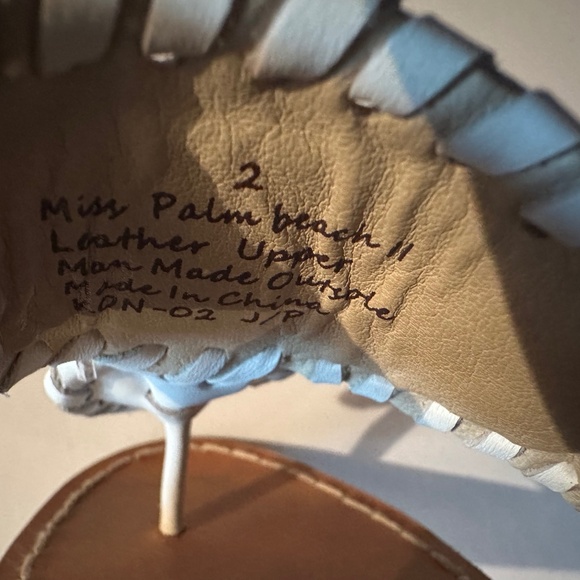 2
Miss Palm beach II
Leather Upper
Man Made Outsole
Made In China
KPN-02 J/P